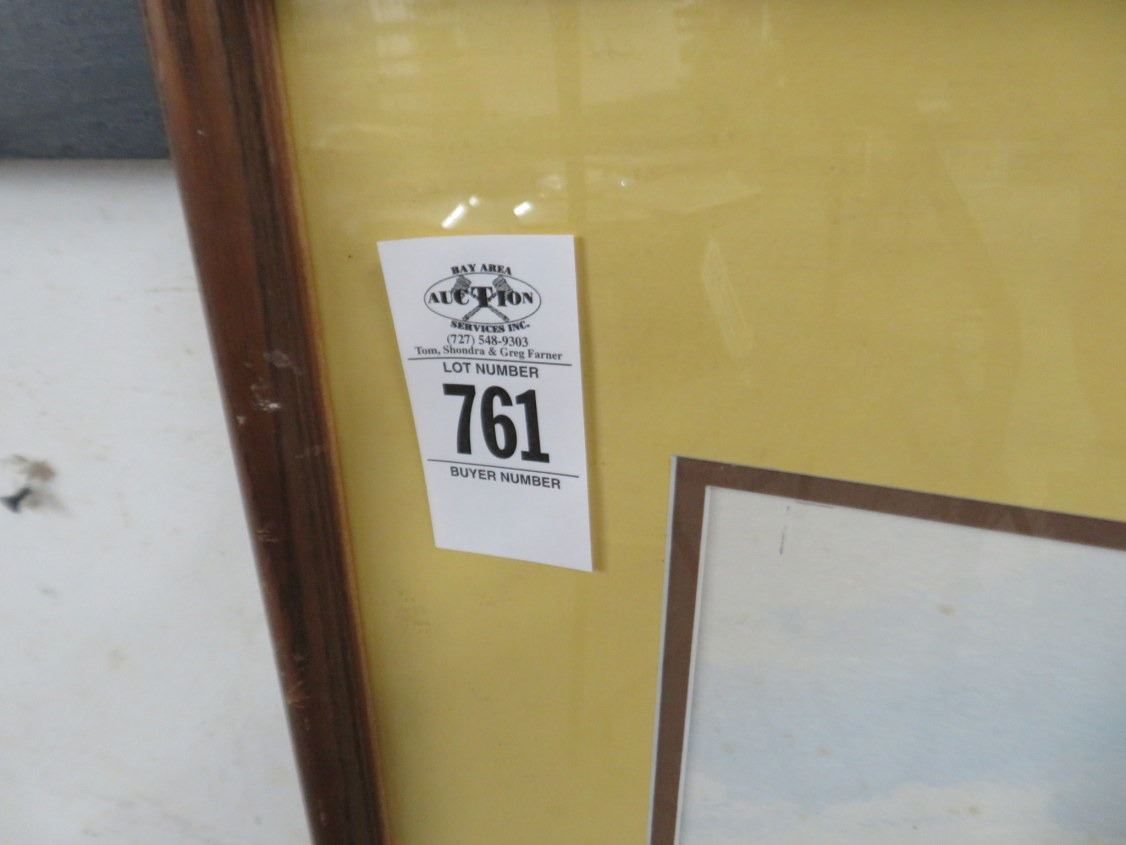 BAY AREA
AUCTION
SERVICES INC.
(727) 548-9303
Tom, Shondra & Greg Farner
LOT NUMBER
761
BUYER NUMBER